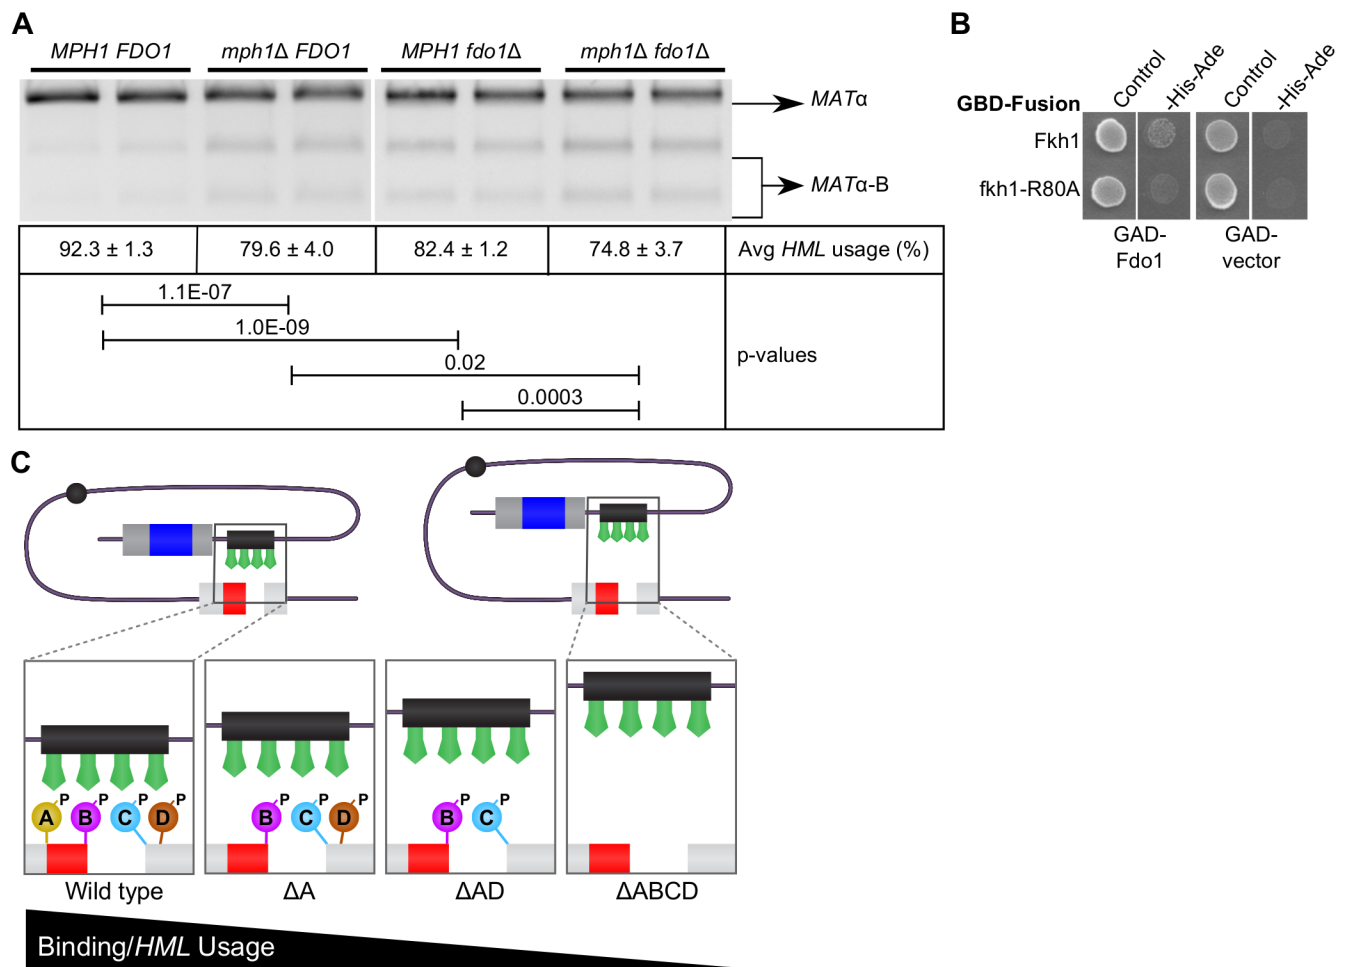 A
MPH1 FDO1
mph1Δ FDO1
MPH1 fdo1Δ
mph1Δ fdo1Δ
MATα
MATα-B
92.3 ± 1.3
79.6 ± 4.0
82.4 ± 1.2
74.8 ± 3.7
Avg HML usage (%)
1.1E-07
1.0E-09
0.02
0.0003
p-values
B
Control
-His-Ade
Control
-His-Ade
GBD-Fusion
Fkh1
fkh1-R80A
GAD-
Fdo1
GAD-
vector
C
A P B P C P D P
B P C P D P
B P C P
Wild type
ΔA
ΔAD
ΔABCD
Binding/HML Usage